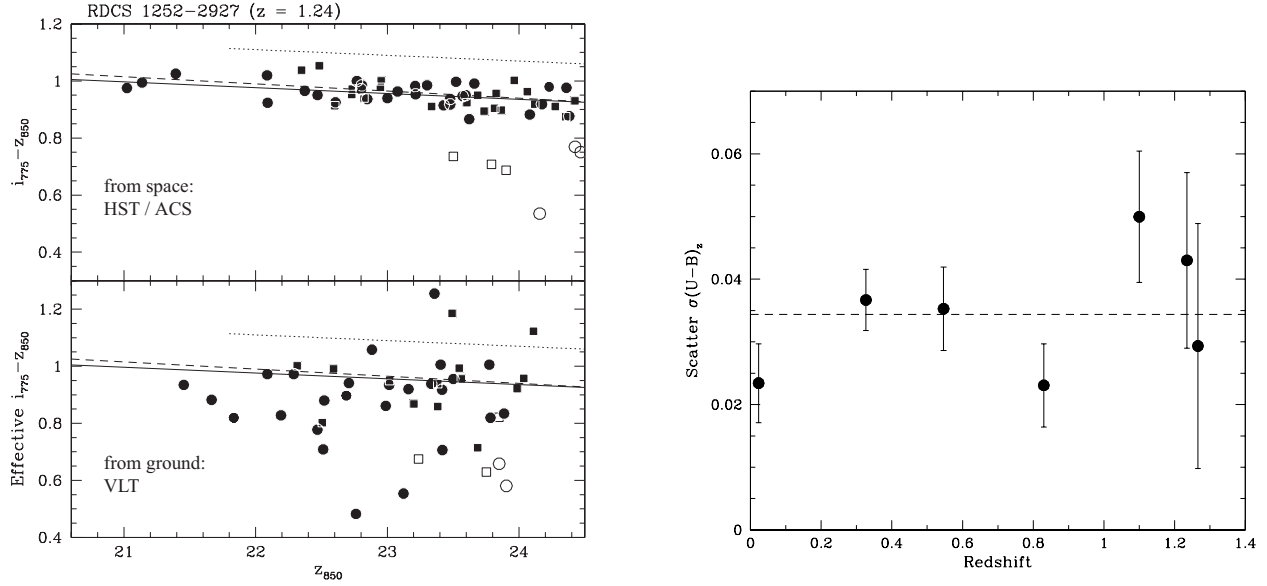 RDCS 1252-2927 (z = 1.24)
1.2
1
0.8
0.6
0.4
i775-z850
from space:
HST / ACS
1.2
1
0.8
0.6
0.4
Effective i775-z850
from ground:
VLT
21
22
23
24
z850
0.06
0.04
0.02
0
Scatter σ(U-B)z
0
0.2
0.4
0.6
0.8
1
1.2
1.4
Redshift